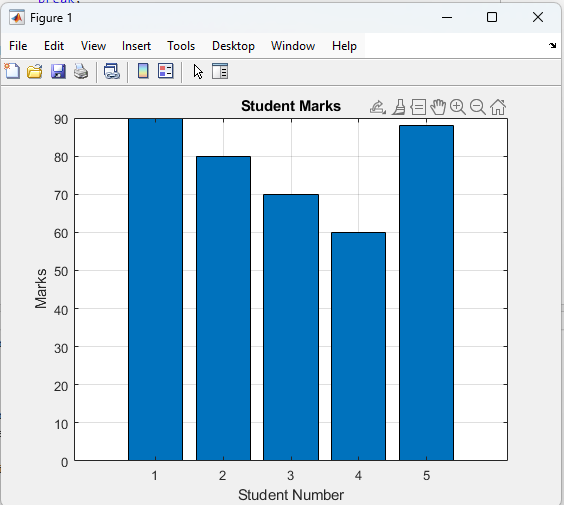 break;
Figure 1
File Edit View Insert Tools Desktop Window Help
Student Marks
90
80
70
60
50
40
30
20
10
0
Marks
1 2 3 4 5
Student Number